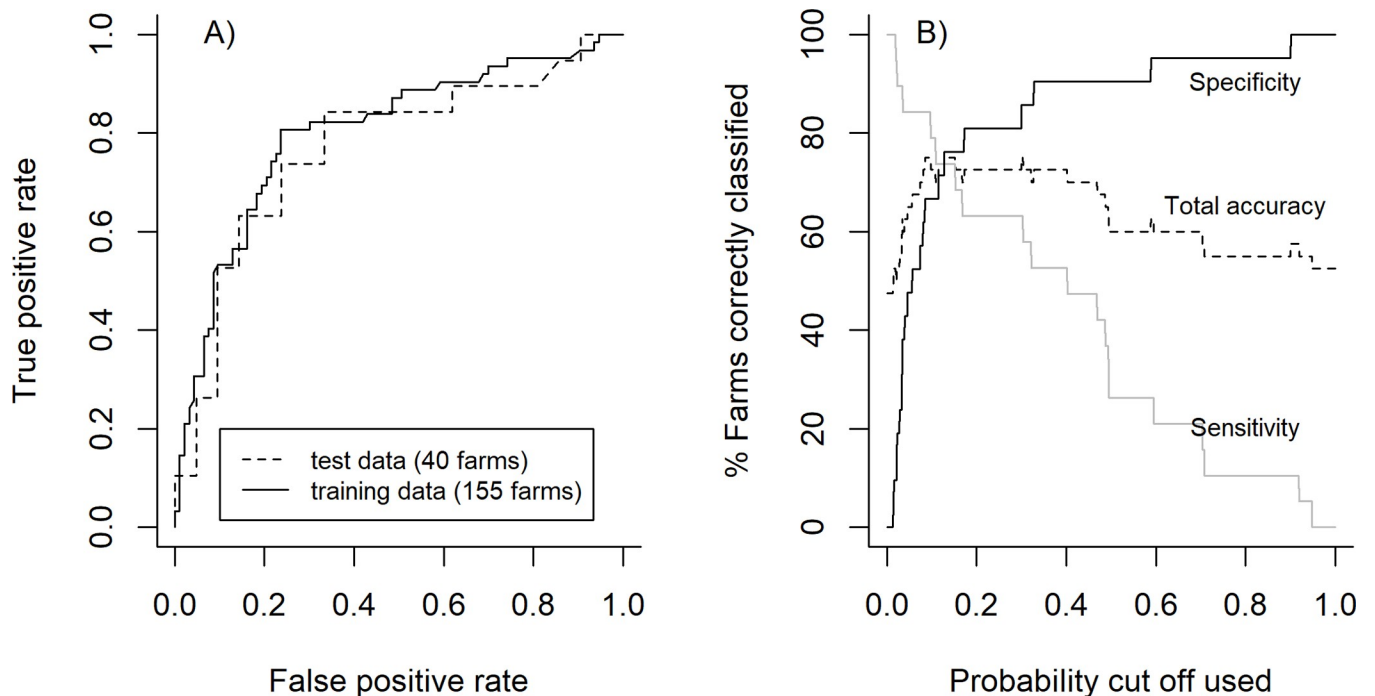 A)
True positive rate
1.0
0.8
0.6
0.4
0.2
0.0
test data (40 farms)
training data (155 farms)
0.0 0.2 0.4 0.6 0.8 1.0
False positive rate
B)
% Farms correctly classified
100
80
60
40
20
0
Specificity
Total accuracy
Sensitivity
0.0 0.2 0.4 0.6 0.8 1.0
Probability cut off used